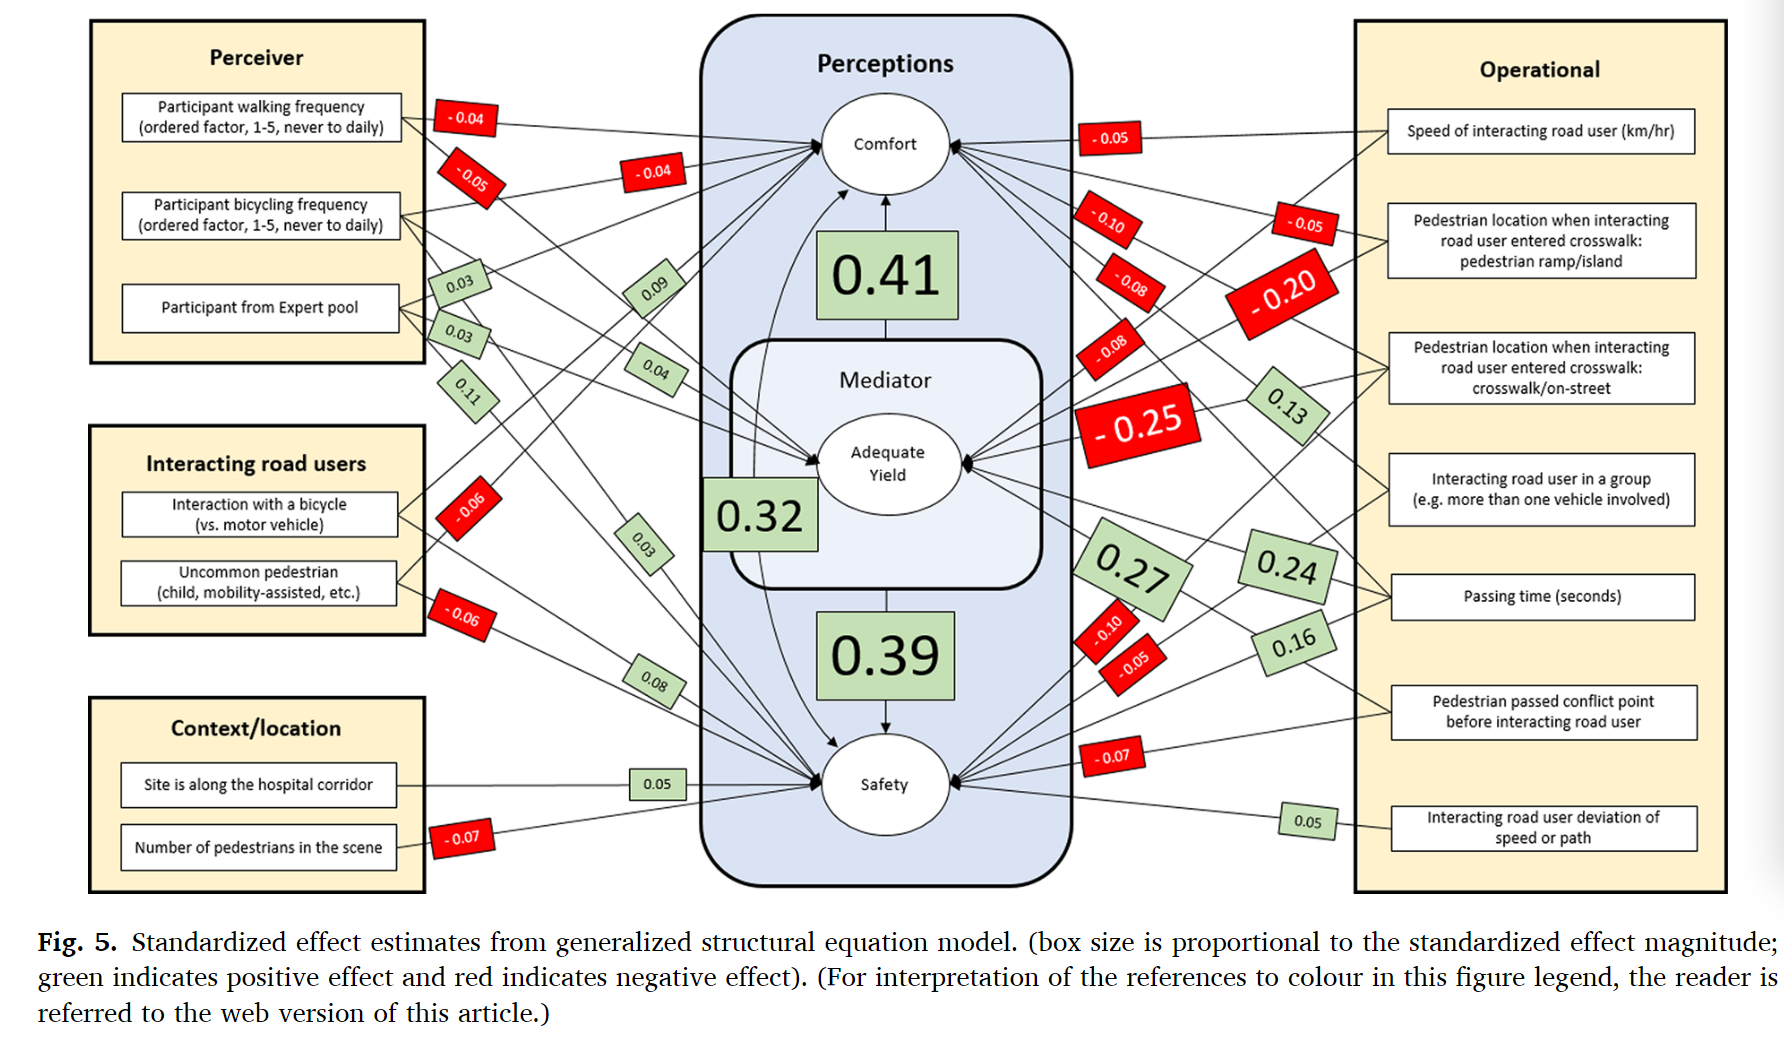 Perceiver
Participant walking frequency
(ordered factor, 1-5, never to daily)
Participant bicycling frequency
(ordered factor, 1-5, never to daily)
Participant from Expert pool
Interacting road users
Interaction with a bicycle
(vs. motor vehicle)
Uncommon pedestrian
(child, mobility-assisted, etc.)
Context/location
Site is along the hospital corridor
Number of pedestrians in the scene
- 0.04
- 0.05
- 0.04
0.03
0.03
0.11
0.09
0.04
- 0.06
0.03
- 0.06
0.08
0.05
- 0.07
Perceptions
Comfort
0.41
Mediator
Adequate
Yield
0.32
0.39
Safety
- 0.05
- 0.10
- 0.05
- 0.08
- 0.20
- 0.08
- 0.25
0.13
0.27
0.24
- 0.10
- 0.05
0.16
- 0.07
0.05
Operational
Speed of interacting road user (km/hr)
Pedestrian location when interacting
road user entered crosswalk:
pedestrian ramp/island
Pedestrian location when interacting
road user entered crosswalk:
crosswalk/on-street
Interacting road user in a group
(e.g. more than one vehicle involved)
Passing time (seconds)
Pedestrian passed conflict point
before interacting road user
Interacting road user deviation of
speed or path
Fig. 5. Standardized effect estimates from generalized structural equation model. (box size is proportional to the standardized effect magnitude;
green indicates positive effect and red indicates negative effect). (For interpretation of the references to colour in this figure legend, the reader is
referred to the web version of this article.)